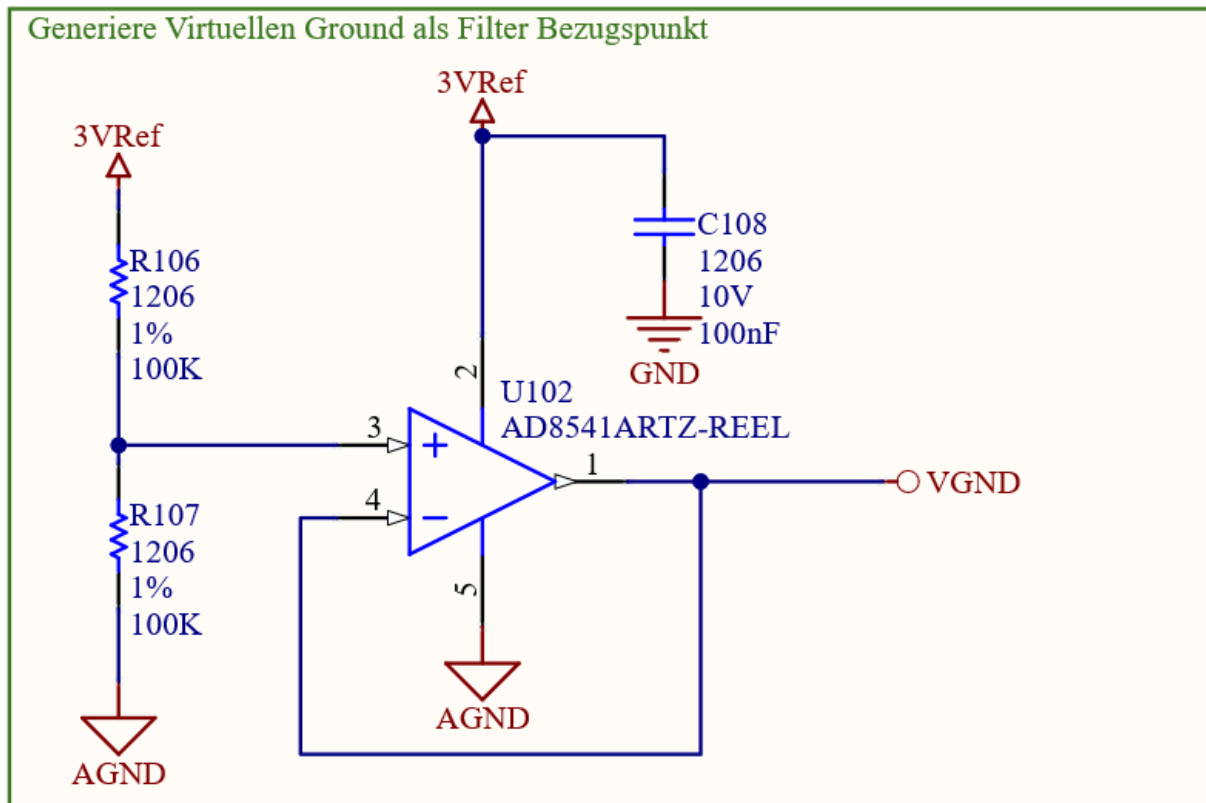 Generiere Virtuellen Ground als Filter Bezugspunkt
3VRef
3VRef
R106
1206
1%
100K
C108
1206
10V
100nF
GND
2
U102
AD8541ARTZ-REEL
3
+
4
−
1
VGND
5
R107
1206
1%
100K
AGND
AGND